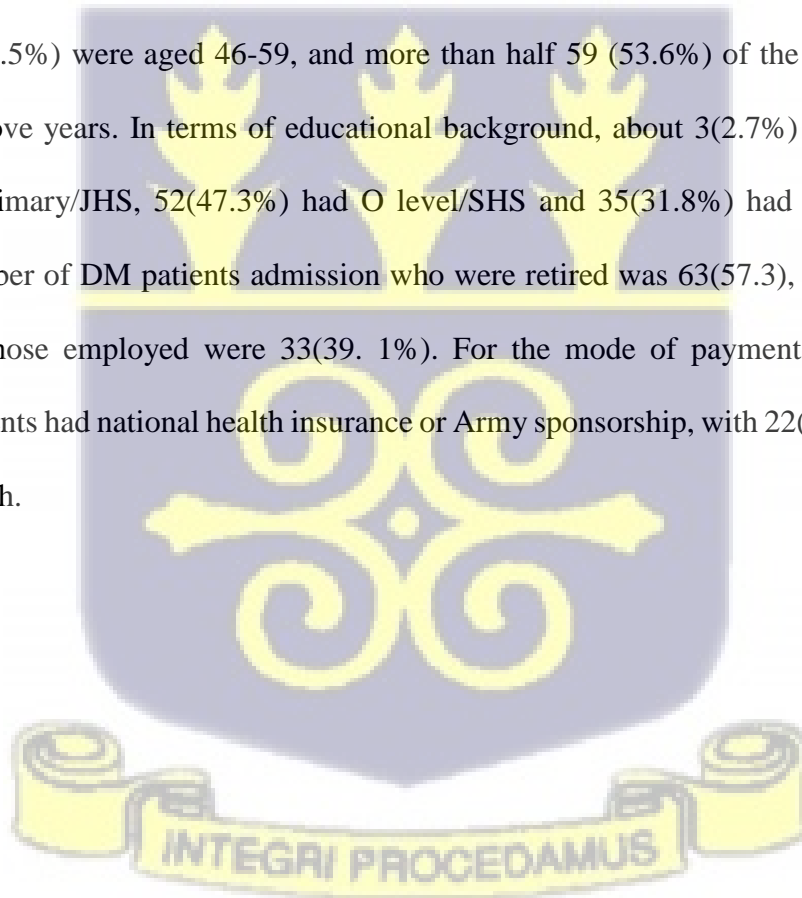 .5%) were aged 46-59, and more than half 59 (53.6%) of the
ove years. In terms of educational background, about 3(2.7%)
rimary/JHS, 52(47.3%) had O level/SHS and 35(31.8%) had
ber of DM patients admission who were retired was 63(57.3),
hose employed were 33(39. 1%). For the mode of payment
ents had national health insurance or Army sponsorship, with 22(
h.
INTEGRI PROCEDAMUS